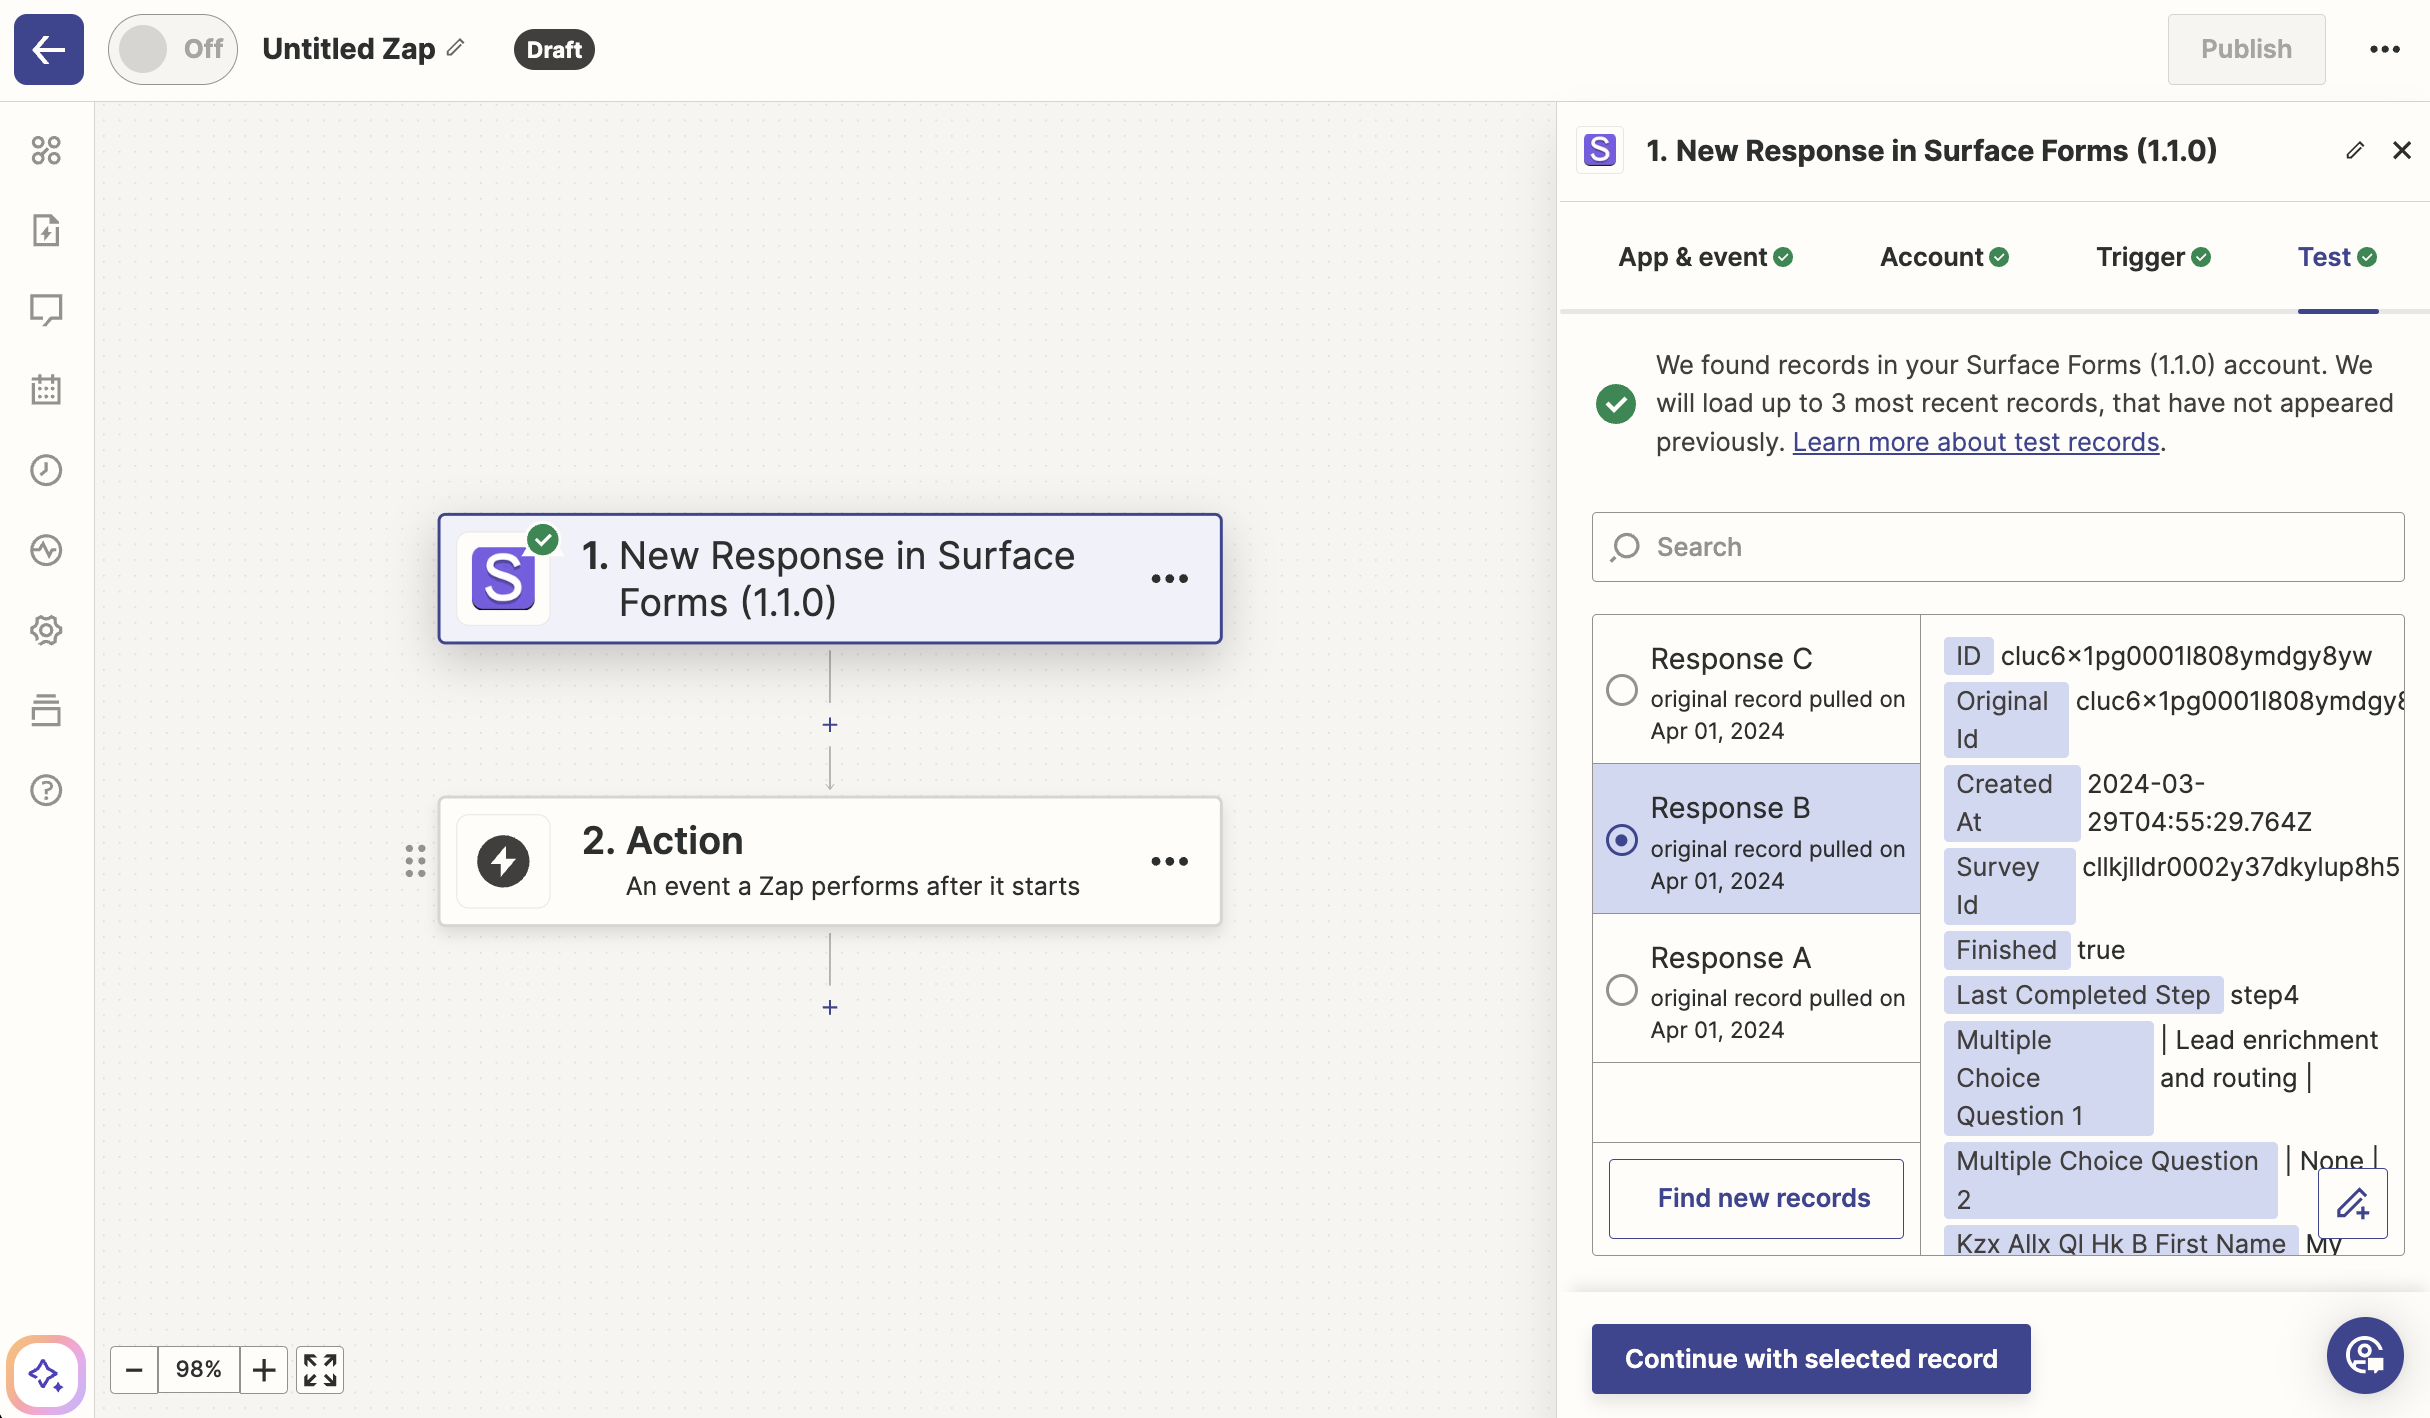 Off
Untitled Zap
Draft
Publish
S
1. New Response in Surface Forms (1.1.0)
App & event
Account
Trigger
Test
We found records in your Surface Forms (1.1.0) account. We
will load up to 3 most recent records, that have not appeared
previously. Learn more about test records.
Search
Response C
original record pulled on
Apr 01, 2024
Response B
original record pulled on
Apr 01, 2024
Response A
original record pulled on
Apr 01, 2024
Find new records
ID cluc6x1pg0001l808ymdgy8yw
Original
Id
cluc6x1pg0001l808ymdgy8
Created
At
2024-03-
29T04:55:29.764Z
Survey
Id
cllkjlldr0002y37dkylup8h5
Finished true
Last Completed Step step4
Multiple
Choice
Question 1
| Lead enrichment
and routing |
Multiple Choice Question
2
| None |
Kzx Allx Ql Hk B First Name My
Continue with selected record
S
1. New Response in Surface
Forms (1.1.0)
+
2. Action
An event a Zap performs after it starts
+
98%